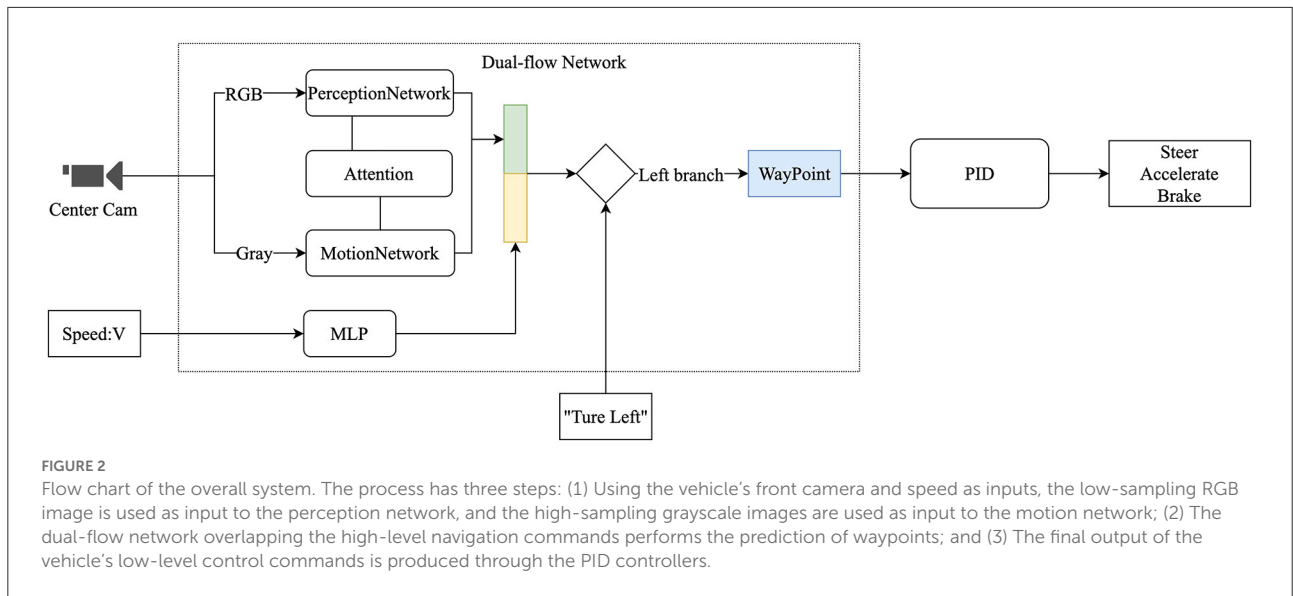 Dual-flow Network
RGB
PerceptionNetwork
Attention
Center Cam
Gray
MotionNetwork
Left branch
WayPoint
PID
Steer
Accelerate
Brake
Speed:V
MLP
"Ture Left"
FIGURE 2
Flow chart of the overall system. The process has three steps: (1) Using the vehicle's front camera and speed as inputs, the low-sampling RGB
image is used as input to the perception network, and the high-sampling grayscale images are used as input to the motion network; (2) The
dual-flow network overlapping the high-level navigation commands performs the prediction of waypoints; and (3) The final output of the
vehicle's low-level control commands is produced through the PID controllers.